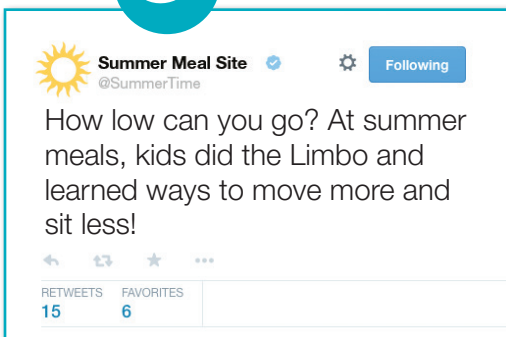 Summer Meal Site
Following
@SummerTime
How low can you go? At summer
meals, kids did the Limbo and
learned ways to move more and
sit less!
RETWEETS FAVORITES
15 6